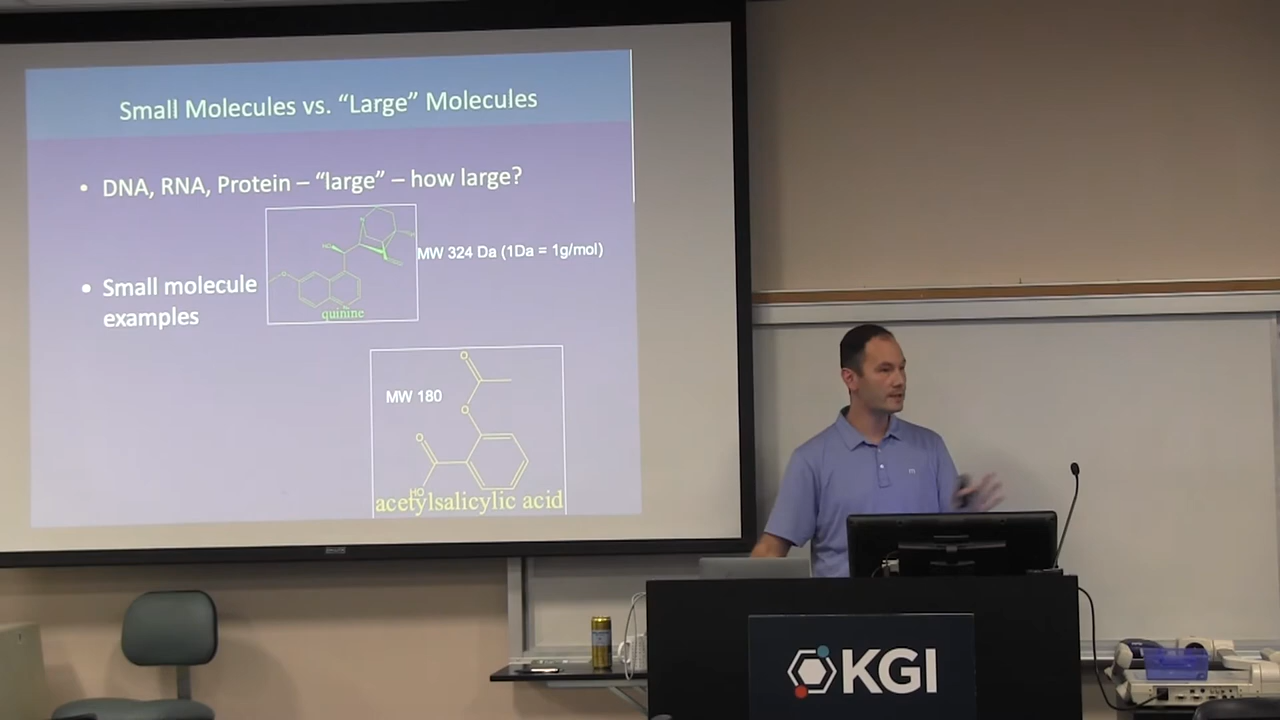 Small Molecules vs. “Large” Molecules
• DNA, RNA, Protein – “large” – how large?
MW 324 Da (1Da = 1g/mol)
• Small molecule
examples
quinine
O
MW 180
O
O
HO
acetylsalicylic acid
KGI